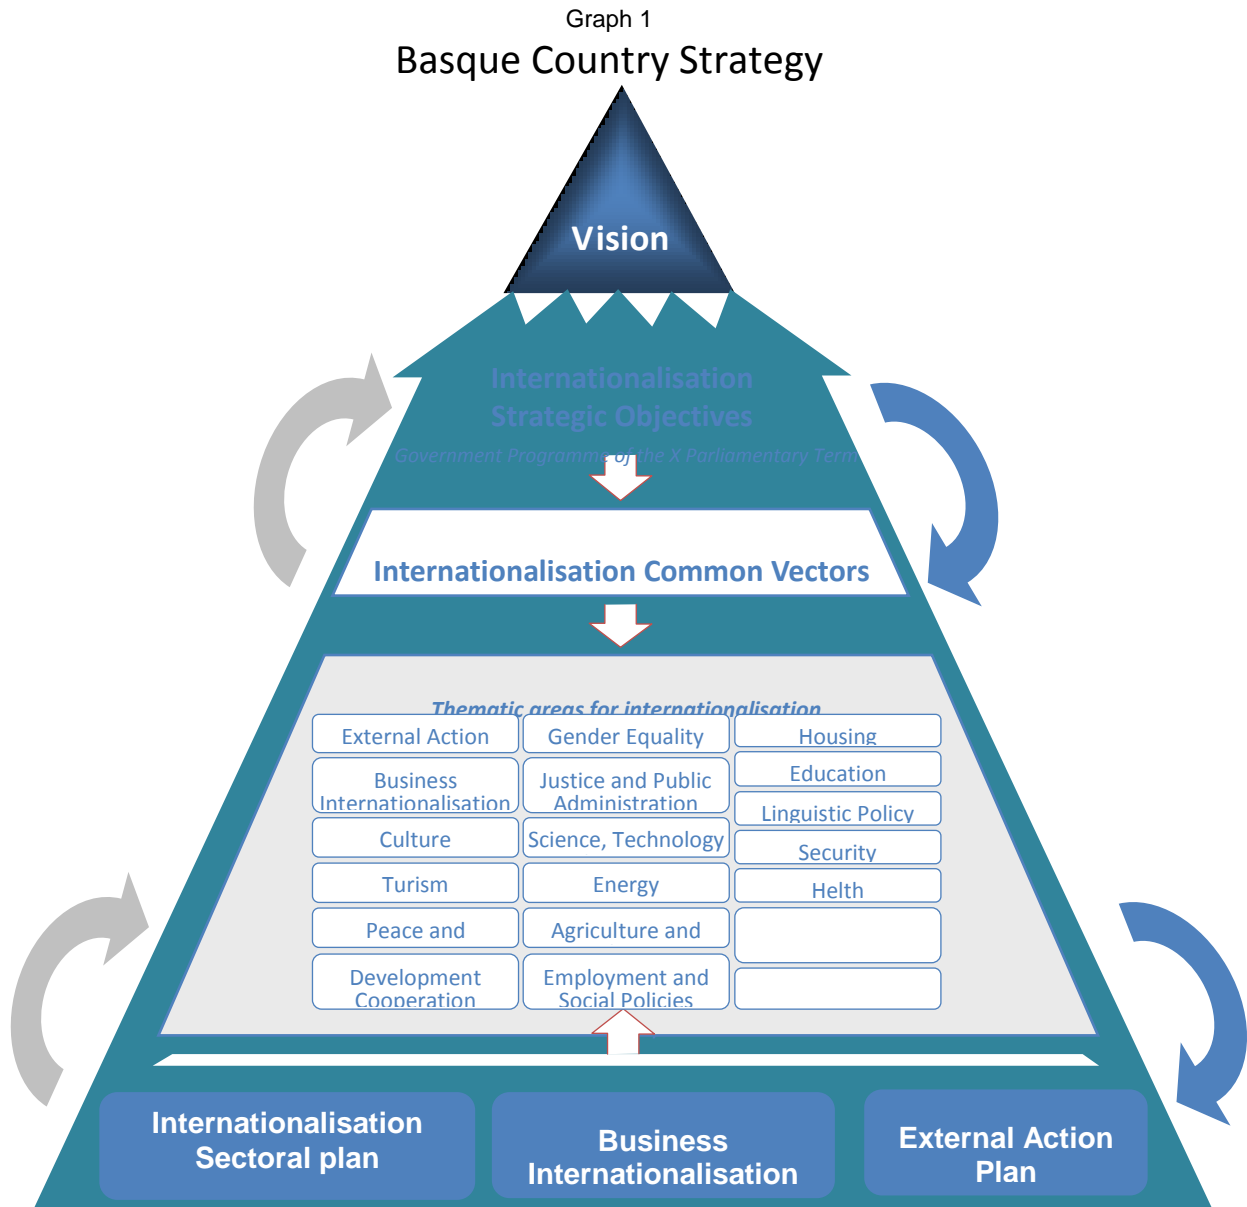 Graph 1
Basque Country Strategy
Vision
Internationalisation
Strategic Objectives
Government Programme of the X Parliamentary Term
Internationalisation Common Vectors
Thematic areas for internationalisation
External Action
Gender Equality
Housing
Business
Internationalisation
Justice and Public
Administration
Education
Linguistic Policy
Culture
Science, Technology
Security
Turism
Energy
Helth
Peace and
Agriculture and
Development
Cooperation
Employment and
Social Policies
Internationalisation
Sectoral plan
Business
Internationalisation
External Action
Plan